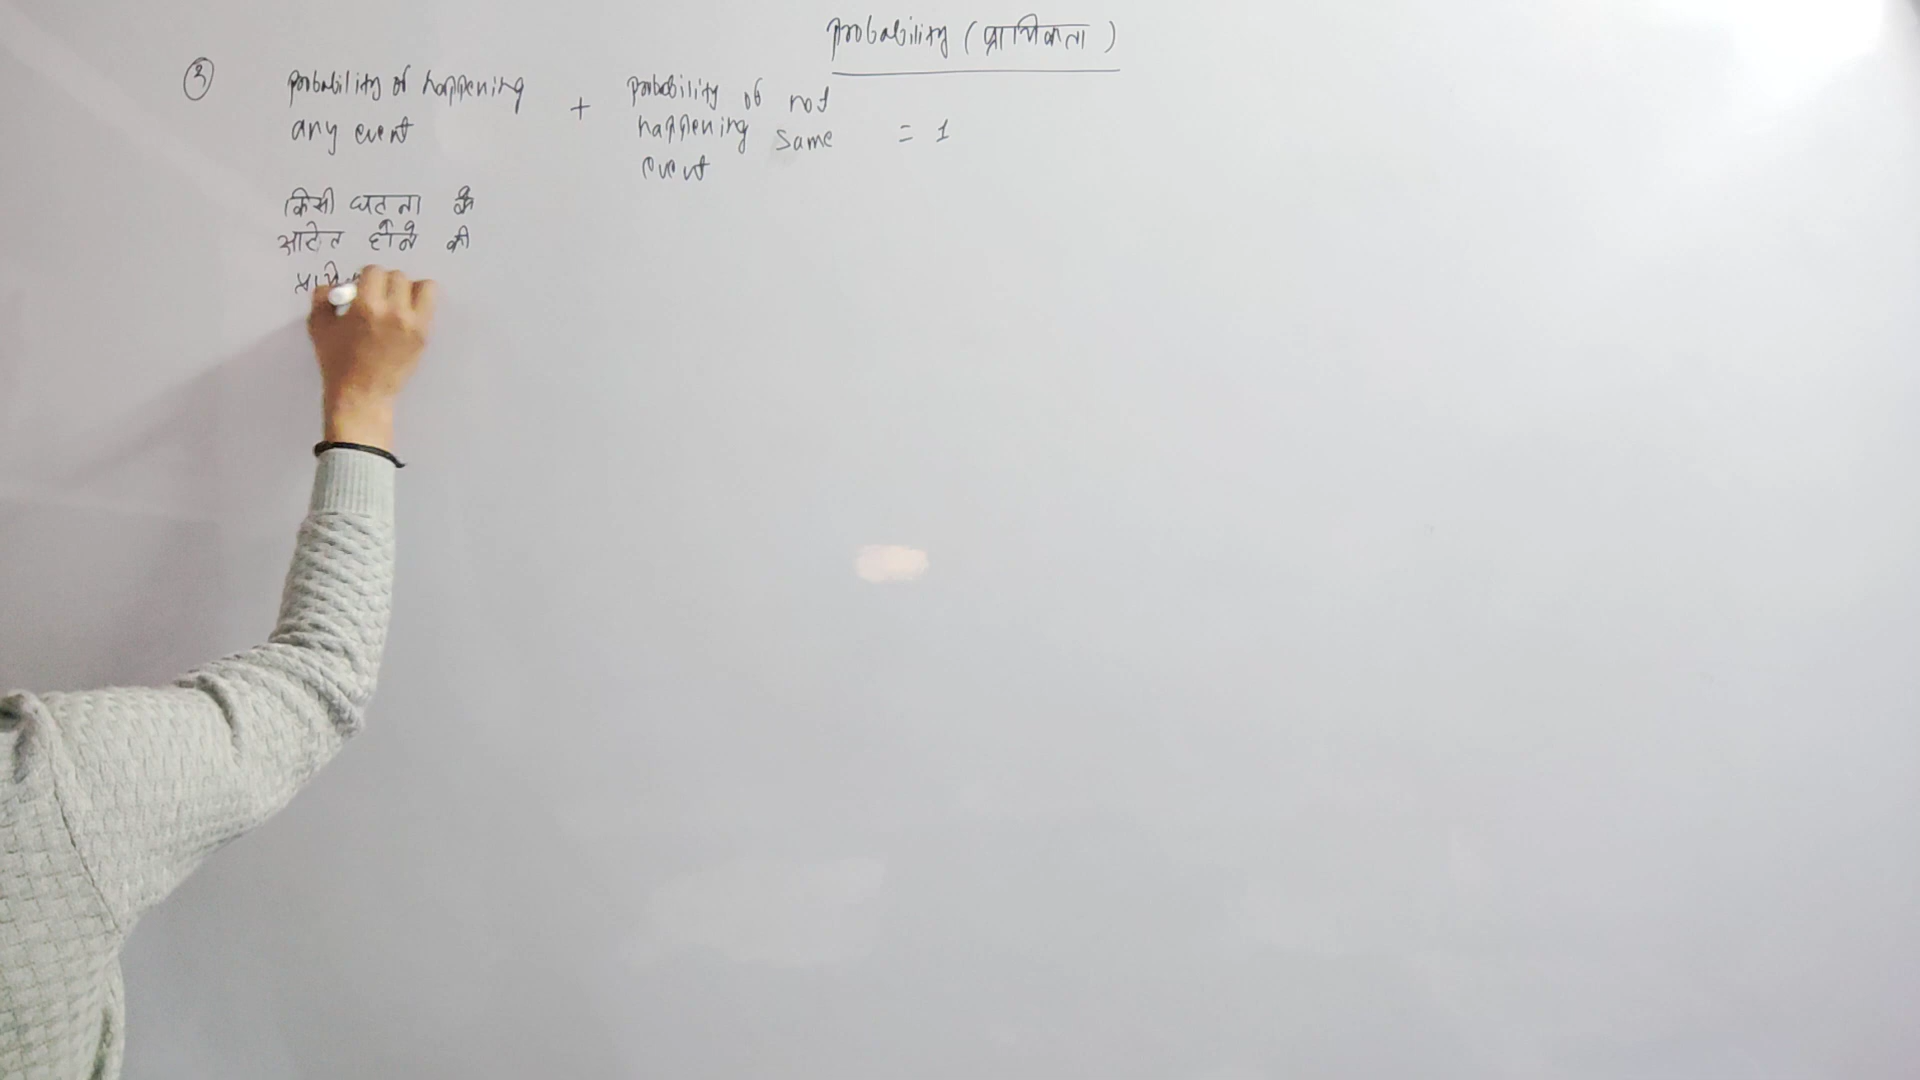 Probability (प्रायिकता)
3 probability of happening
any event
+ probability of not
happening same
event
= 1
किसी घटना के
घटित होने की